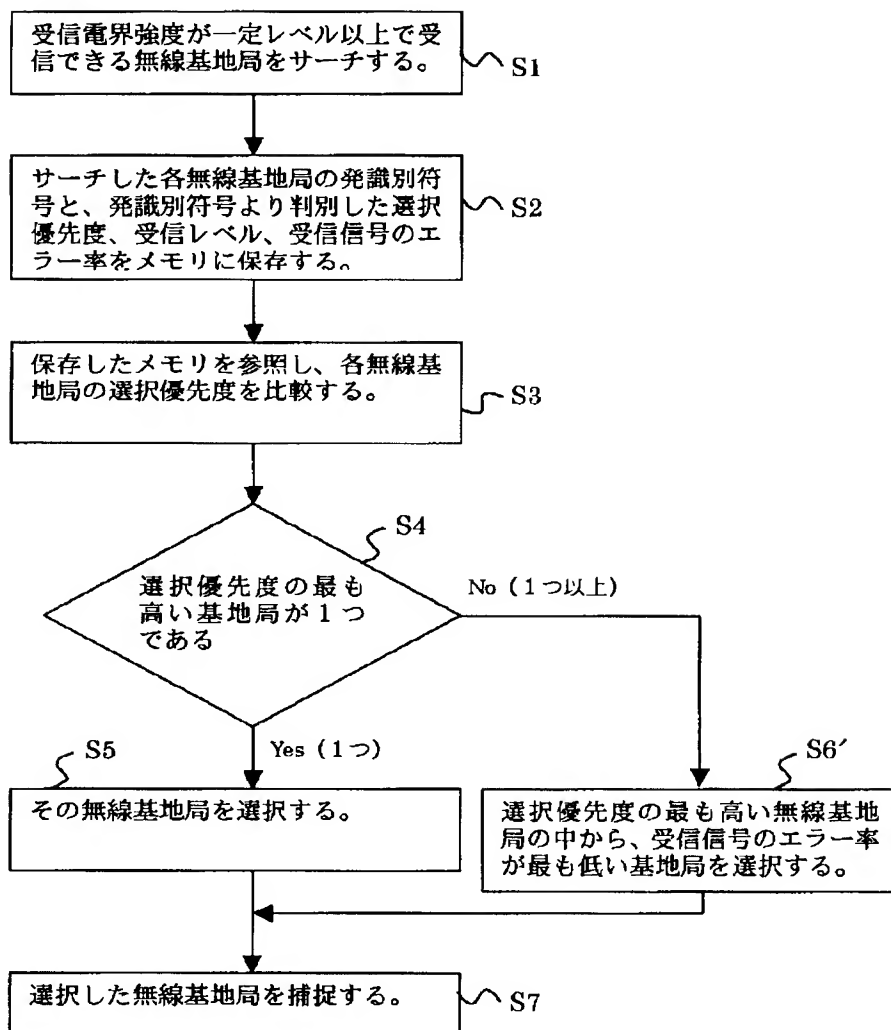 受信電界強度が一定レベル以上で受
信できる無線基地局をサーチする。
S1
サーチした各無線基地局の発識別符
号と、発識別符号より判別した選択
優先度、受信レベル、受信信号のエ
ラー率をメモリに保存する。
S2
保存したメモリを参照し、各無線基
地局の選択優先度を比較する。
S3
S4
選択優先度の最も
高い基地局が１つ
である
No（１つ以上）
Yes（１つ）
S5
その無線基地局を選択する。
S6′
選択優先度の最も高い無線基地
局の中から、受信信号のエラー率
が最も低い基地局を選択する。
選択した無線基地局を捕捉する。
S7